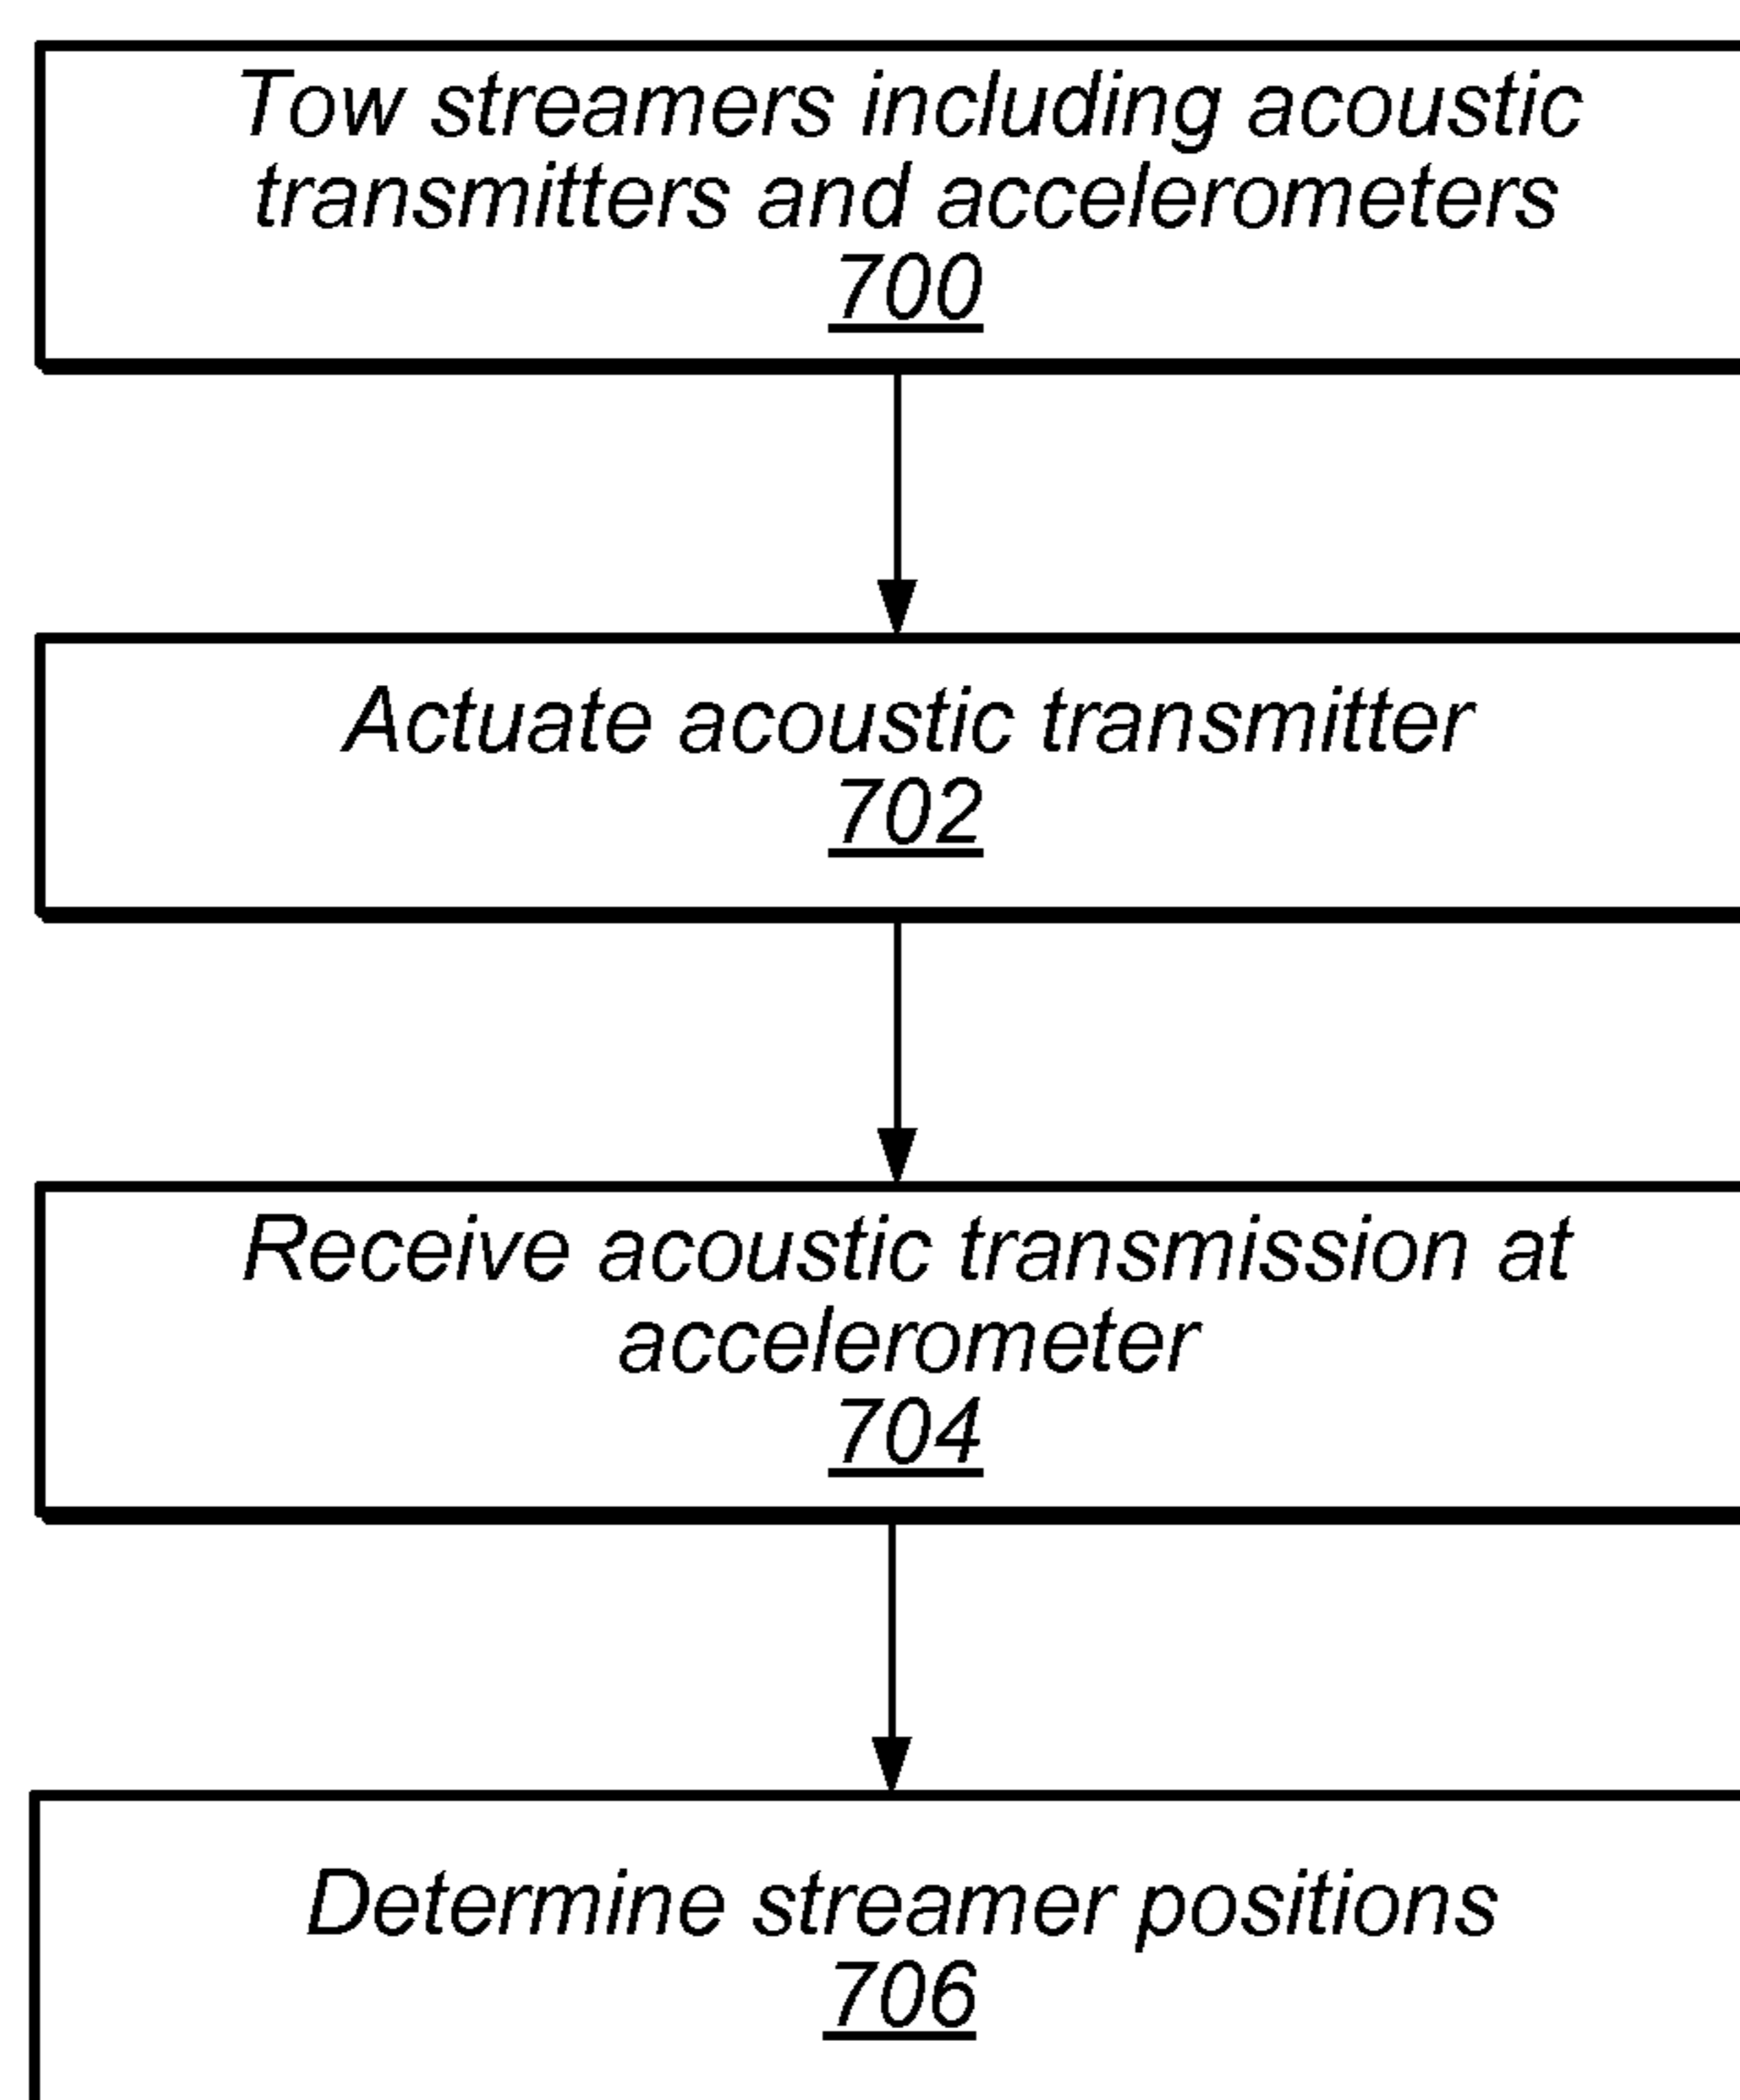 Tow streamers including acoustic
transmitters and accelerometers
700
Actuate acoustic transmitter
702
Receive acoustic transmission at
accelerometer
704
Determine streamer positions
706